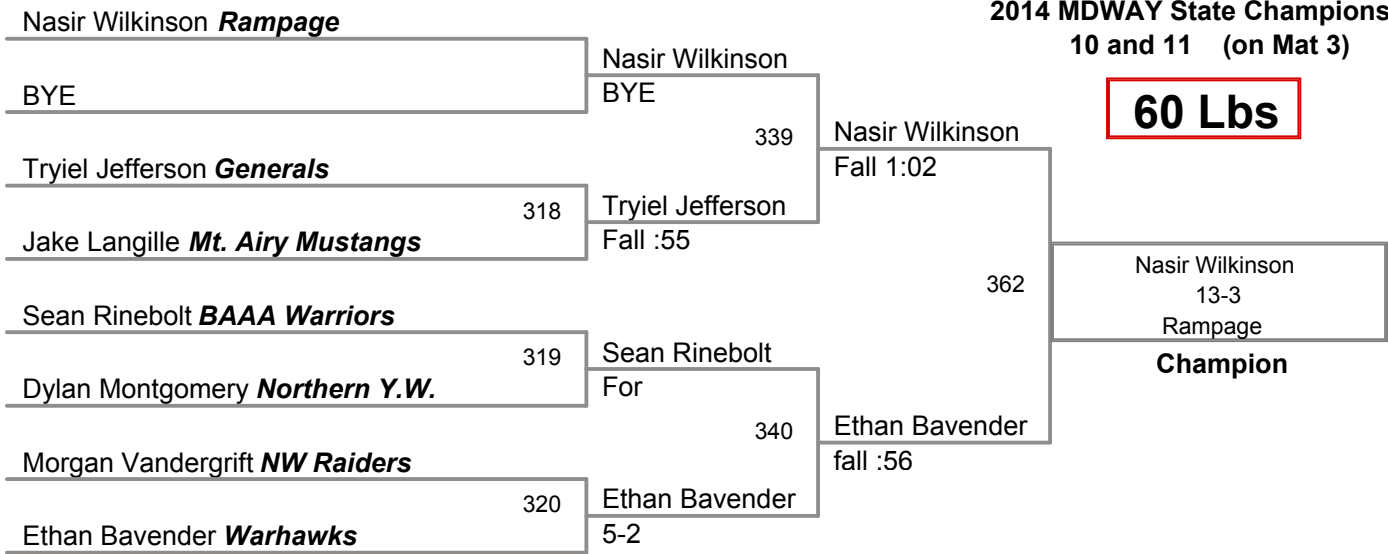 2014 MDWAY State Champions
10 and 11 (on Mat 3)
60 Lbs
Nasir Wilkinson Rampage
BYE
Tryiel Jefferson Generals
318
Jake Langille Mt. Airy Mustangs
Sean Rinebolt BAAA Warriors
319
Dylan Montgomery Northern Y.W.
Morgan Vandergrift NW Raiders
320
Ethan Bavender Warhawks
Nasir Wilkinson
BYE
339
Tryiel Jefferson
Fall :55
Sean Rinebolt
For
340
Ethan Bavender
5-2
Nasir Wilkinson
Fall 1:02
362
Ethan Bavender
fall :56
Nasir Wilkinson
13-3
Rampage
Champion